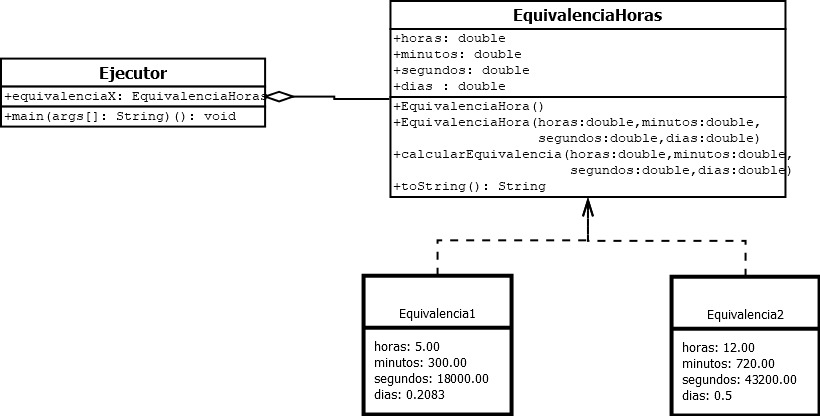 Ejecutor
+equivalenciaX: EquivalenciaHoras
+main(args[]: String)(): void
EquivalenciaHoras
+horas: double
+minutos: double
+segundos: double
+dias : double
+EquivalenciaHora()
+EquivalenciaHora(horas:double,minutos:double,
segundos:double,dias:double)
+calcularEquivalencia(horas:double,minutos:double,
segundos:double,dias:double)
+toString(): String
Equivalencia1
horas: 5.00
minutos: 300.00
segundos: 18000.00
dias: 0.2083
Equivalencia2
horas: 12.00
minutos: 720.00
segundos: 43200.00
dias: 0.5